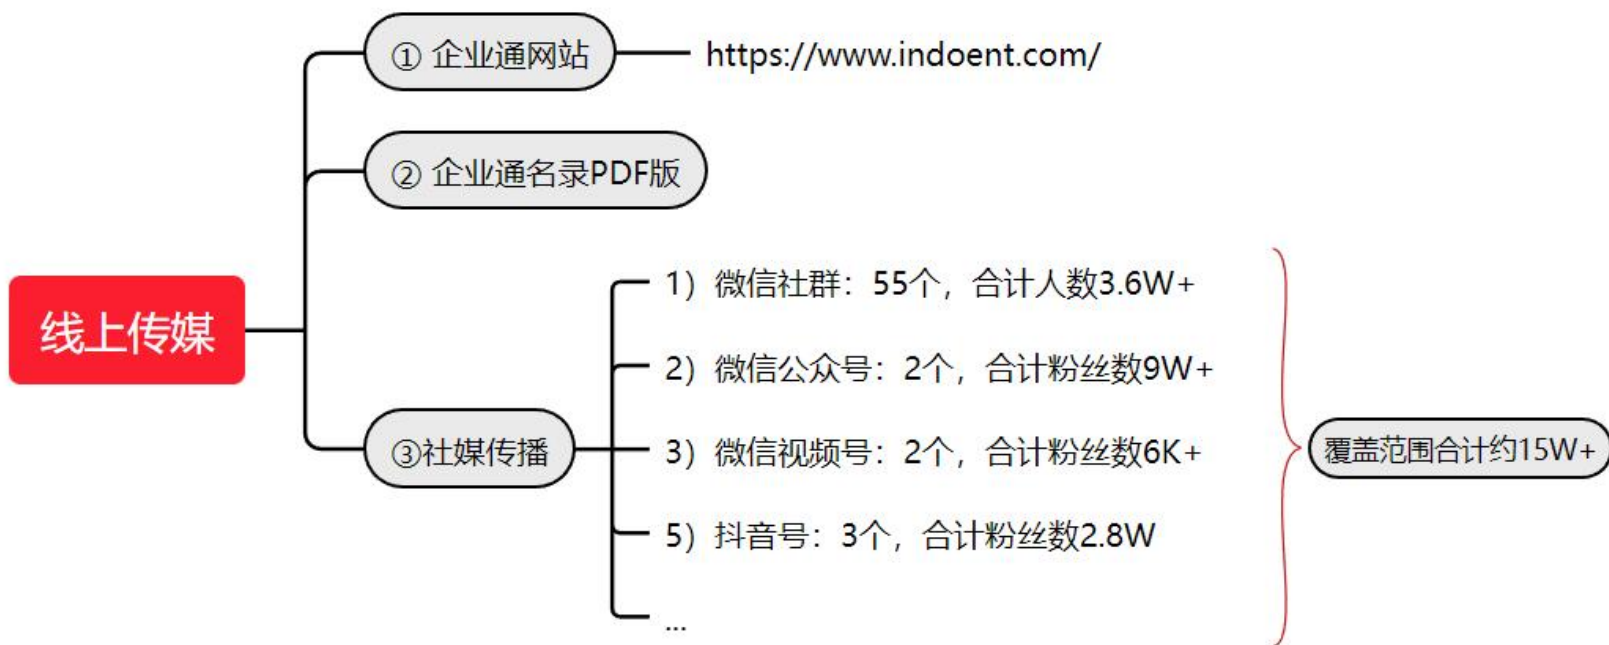 线上传媒
① 企业通网站
https://www.indoent.com/
② 企业通名录PDF版
③社媒传播
1）微信社群：55个，合计人数3.6W+
2）微信公众号：2个，合计粉丝数9W+
3）微信视频号：2个，合计粉丝数6K+
5）抖音号：3个，合计粉丝数2.8W
...
覆盖范围合计约15W+